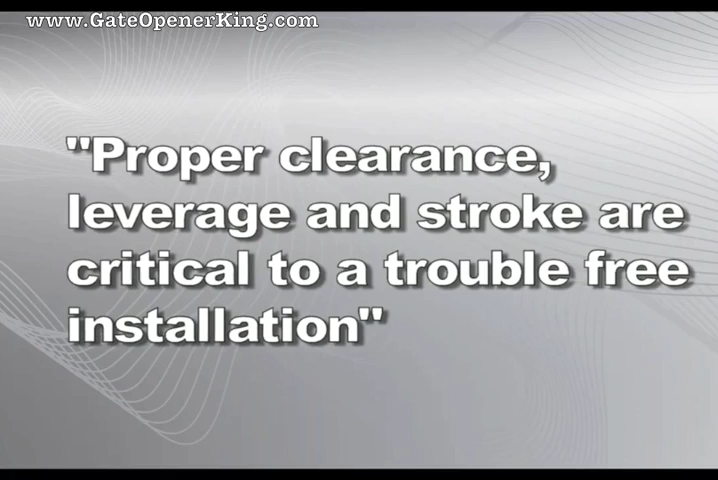 www.GateOpenerKing.com
"Proper clearance,
leverage and stroke are
critical to a trouble free
installation"